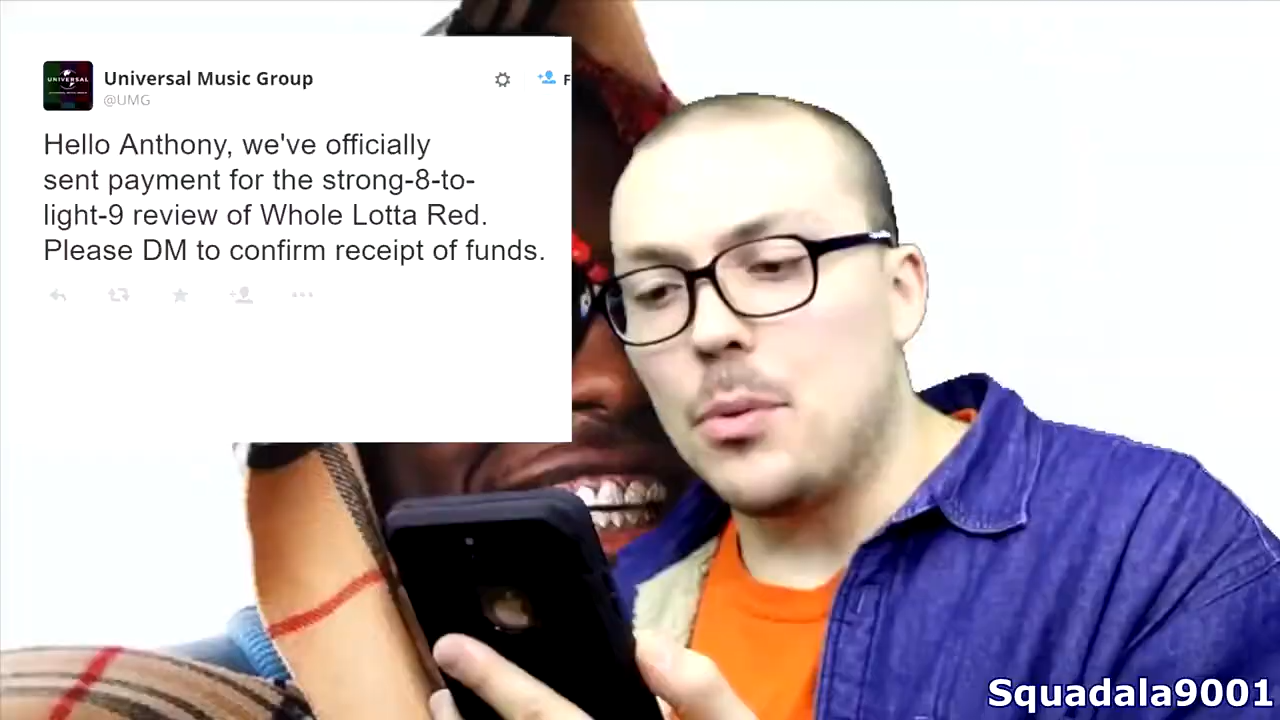 UNIVERSAL
Universal Music Group
@UMG
F
Hello Anthony, we've officially
sent payment for the strong-8-to-
light-9 review of Whole Lotta Red.
Please DM to confirm receipt of funds.
Squadala9001